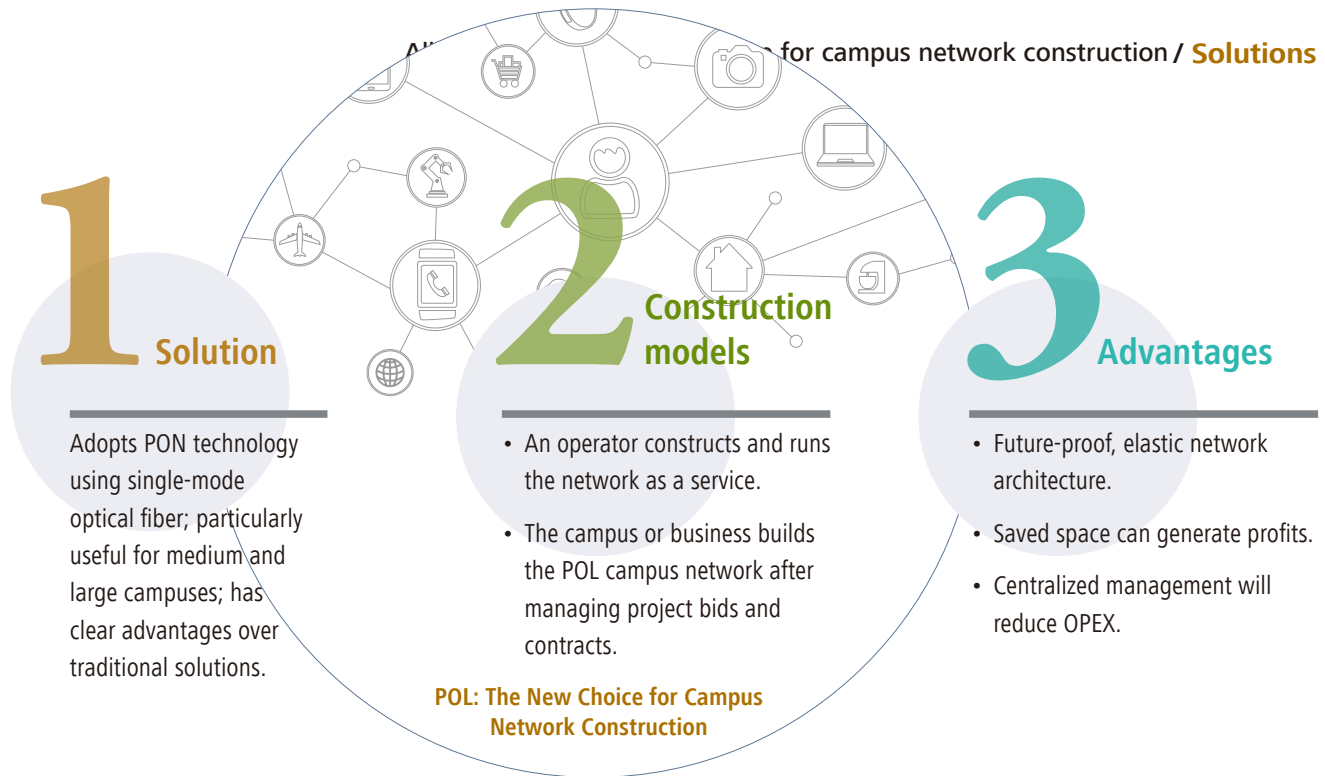 for campus network construction / Solutions
1
Solution
Adopts PON technology
using single-mode
optical fiber; particularly
useful for medium and
large campuses; has
clear advantages over
traditional solutions.
2
Construction
models
• An operator constructs and runs
the network as a service.
• The campus or business builds
the POL campus network after
managing project bids and
contracts.
3
Advantages
• Future-proof, elastic network
architecture.
• Saved space can generate profits.
• Centralized management will
reduce OPEX.
POL: The New Choice for Campus
Network Construction